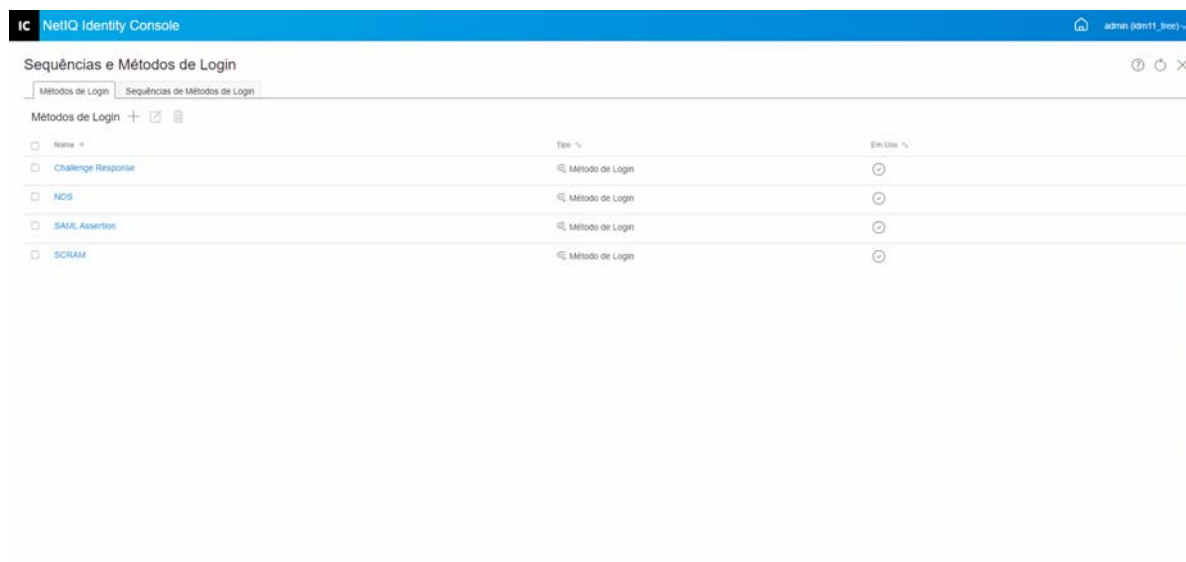 IC NetIQ Identity Console admin (idm11_tree)
Sequências e Métodos de Login
Métodos de Login Sequências de Métodos de Login
Métodos de Login
Nome Tipo Em Uso
Challenge Response Método de Login
NDS Método de Login
SAML Assertion Método de Login
SCRAM Método de Login